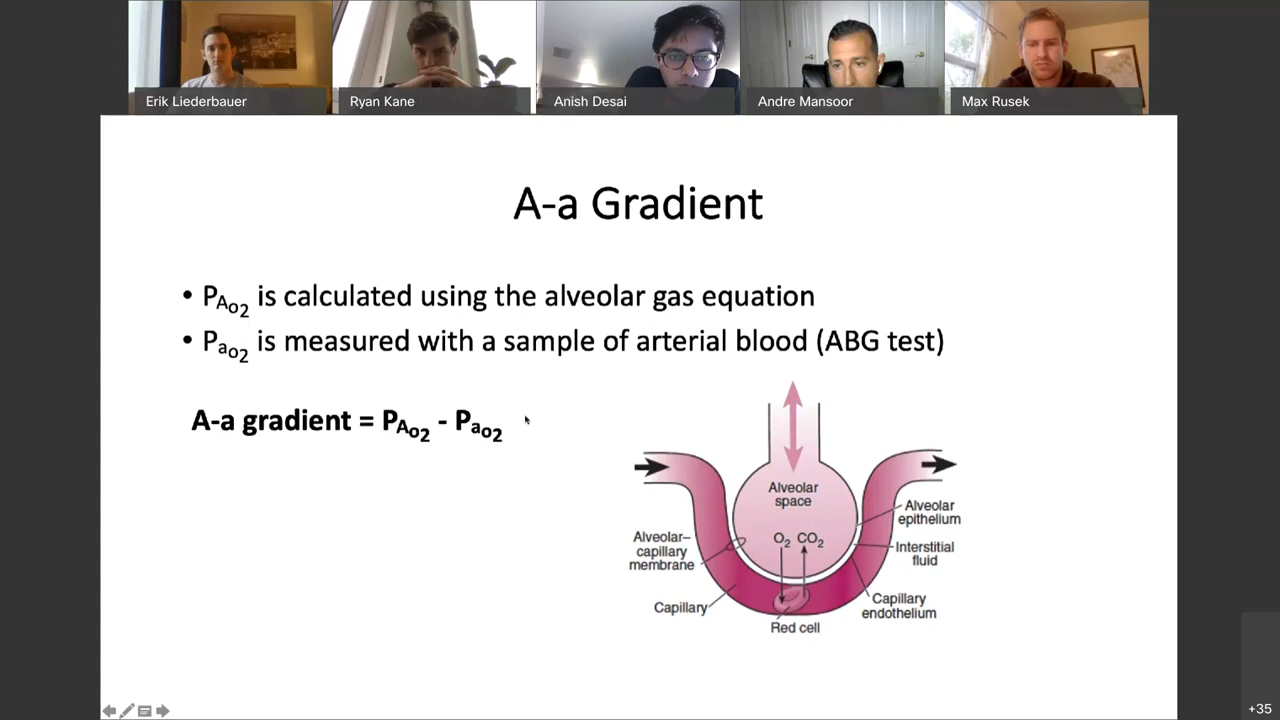 Erik Liederbauer
Ryan Kane
Anish Desai
Andre Mansoor
Max Rusek
A-a Gradient
• PAo2 is calculated using the alveolar gas equation
• Pao2 is measured with a sample of arterial blood (ABG test)
A-a gradient = PAo2 - Pao2
Alveolar
space
O2 CO2
Alveolar
epithelium
Alveolar–
capillary
membrane
Interstitial
fluid
Capillary
Capillary
endothelium
Red cell
+35